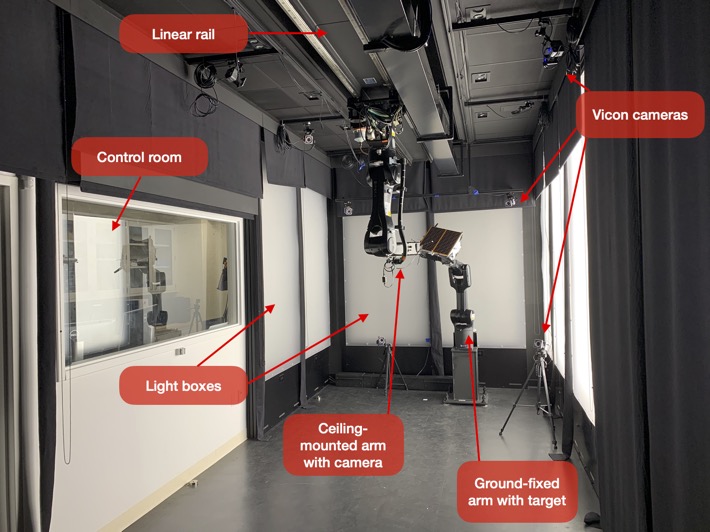 Linear rail
Vicon cameras
Control room
Light boxes
Ceiling-
mounted arm
with camera
Ground-fixed
arm with target